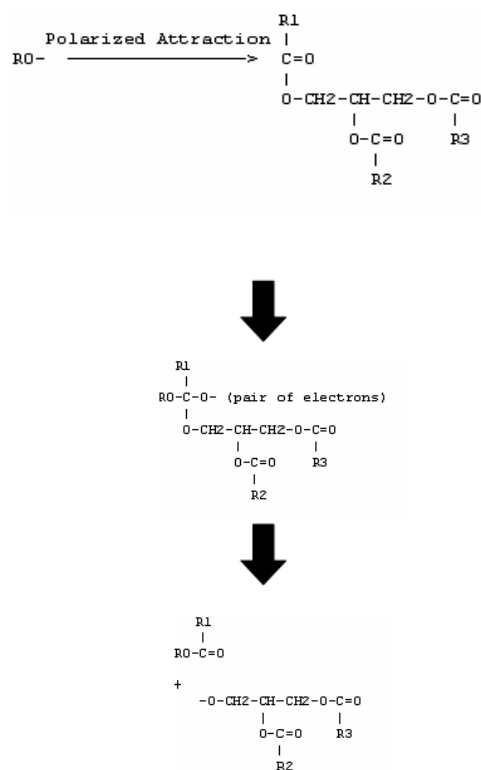 R1
Polarized Attraction |
RO- ————————————> C=O
|
O-CH2-CH-CH2-O-C=O
| |
O-C=O R3
|
R2
R1
|
RO-C-O- (pair of electrons)
|
O-CH2-CH-CH2-O-C=O
| |
O-C=O R3
|
R2
R1
|
RO-C=O
+
-O-CH2-CH-CH2-O-C=O
| |
O-C=O R3
|
R2